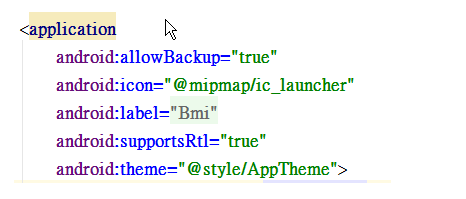 <application
android:allowBackup="true"
android:icon="@mipmap/ic_launcher"
android:label="Bmi"
android:supportsRtl="true"
android:theme="@style/AppTheme">